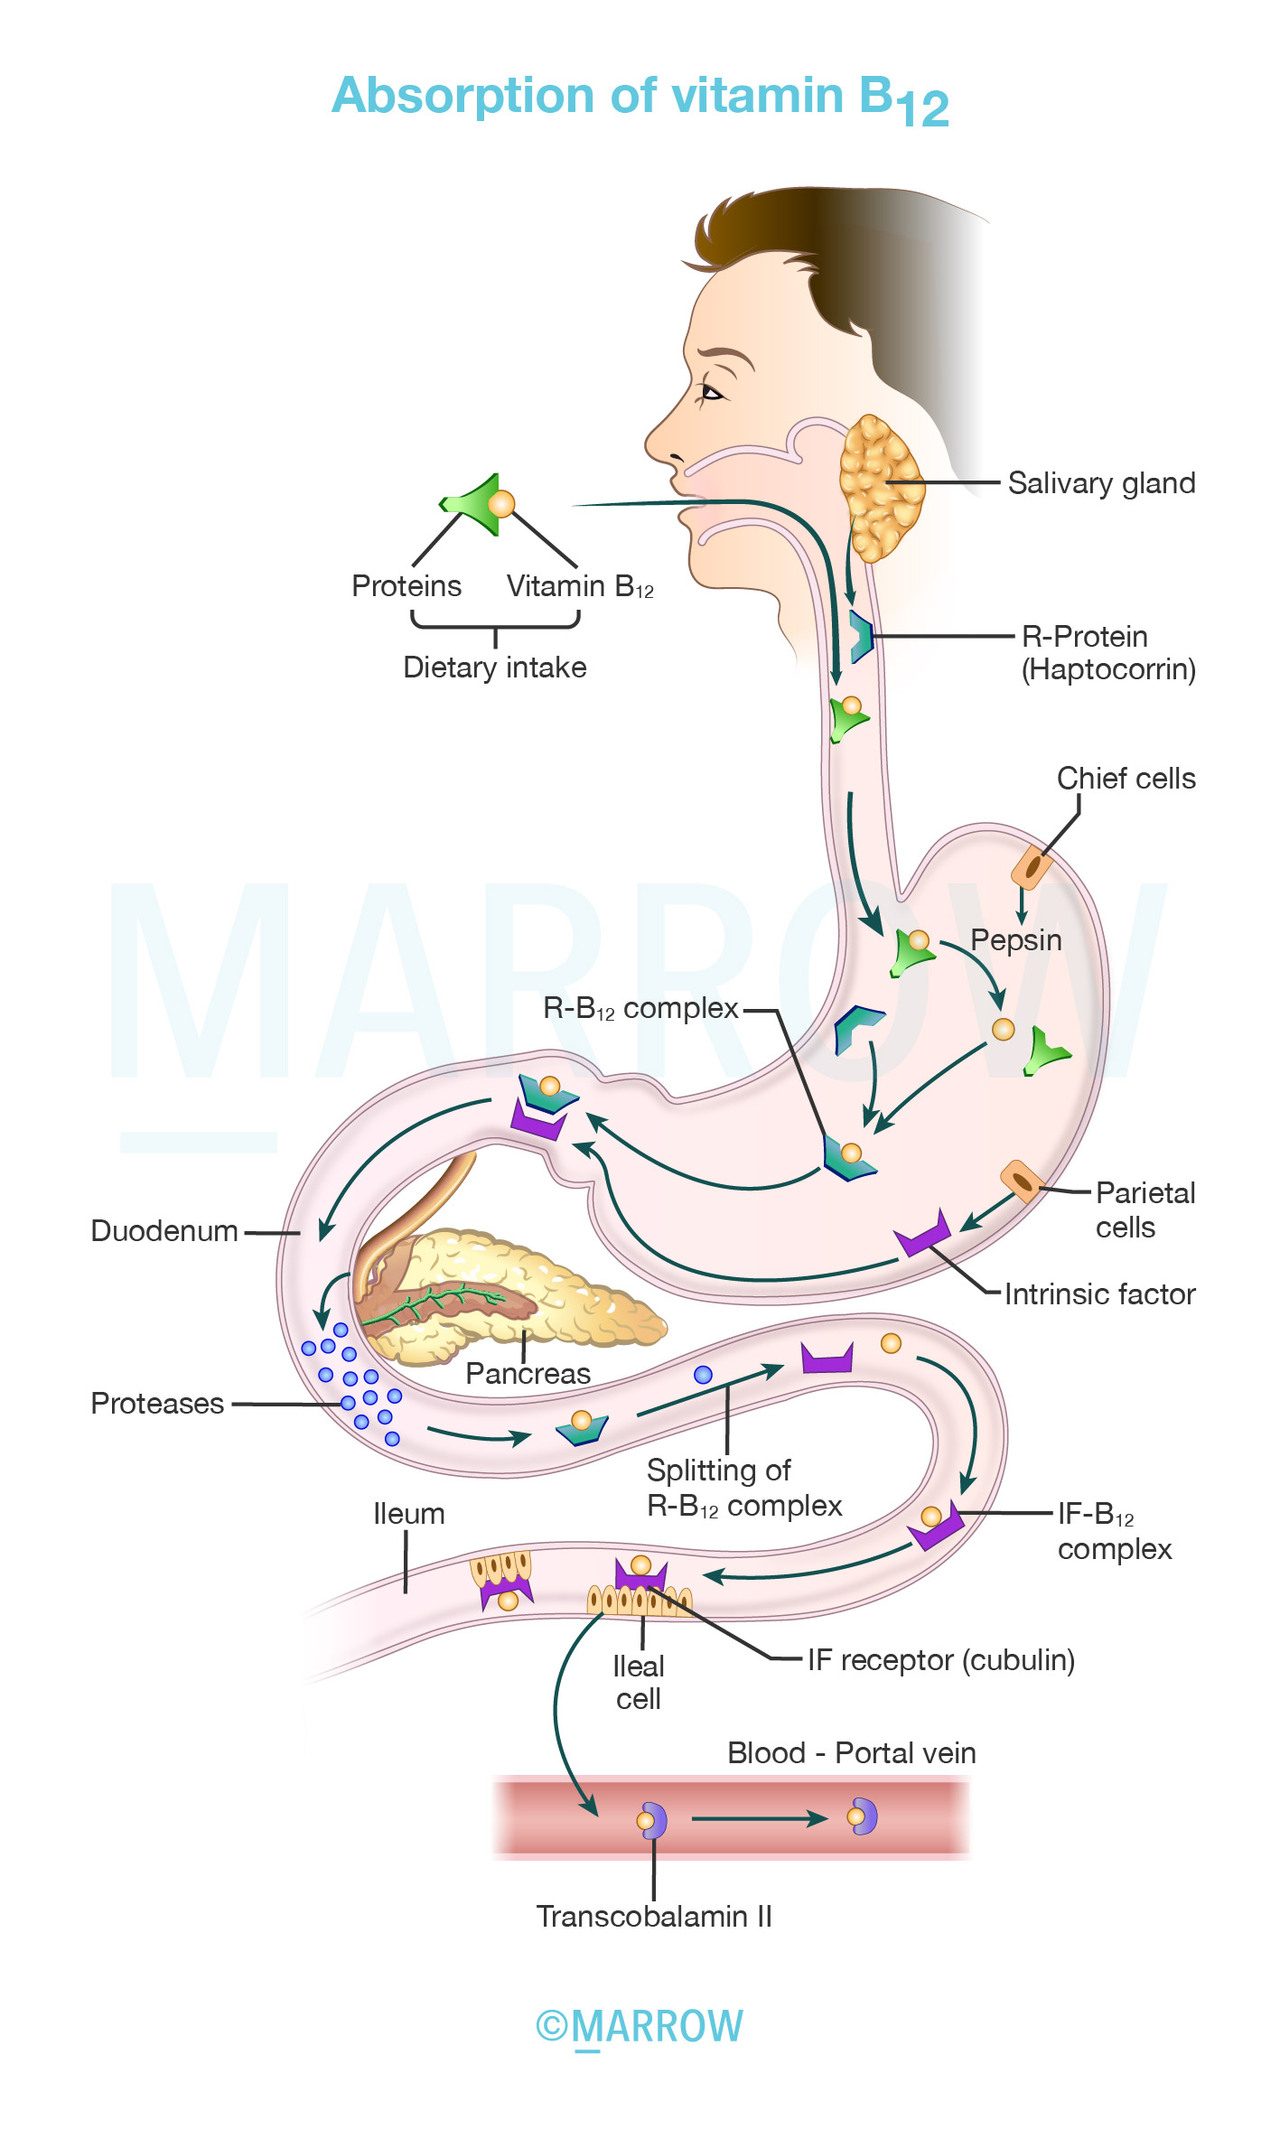 Absorption of vitamin B₁₂
Salivary gland
Proteins
Vitamin B₁₂
Dietary intake
R-Protein
(Haptocorrin)
Chief cells
Pepsin
MARROW
R-B₁₂ complex
Parietal
cells
Duodenum
Intrinsic factor
Pancreas
Proteases
Splitting of
R-B₁₂ complex
Ileum
IF-B₁₂
complex
IF receptor (cubulin)
Ileal
cell
Blood - Portal vein
Transcobalamin II
©MARROW